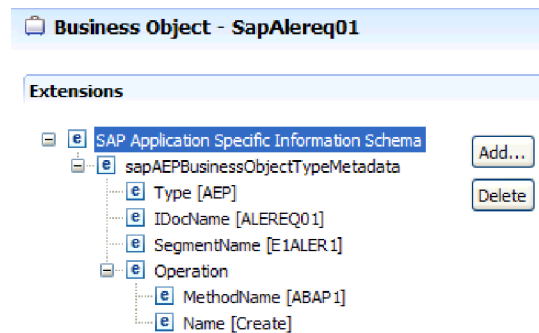 Business Object - SapAlereq01
Extensions
SAP Application Specific Information Schema
Add...
sapAEPBusinessObjectTypeMetadata
Type [AEP]
Delete
IDocName [ALEREQ01]
SegmentName [E1ALER1]
Operation
MethodName [ABAP1]
Name [Create]